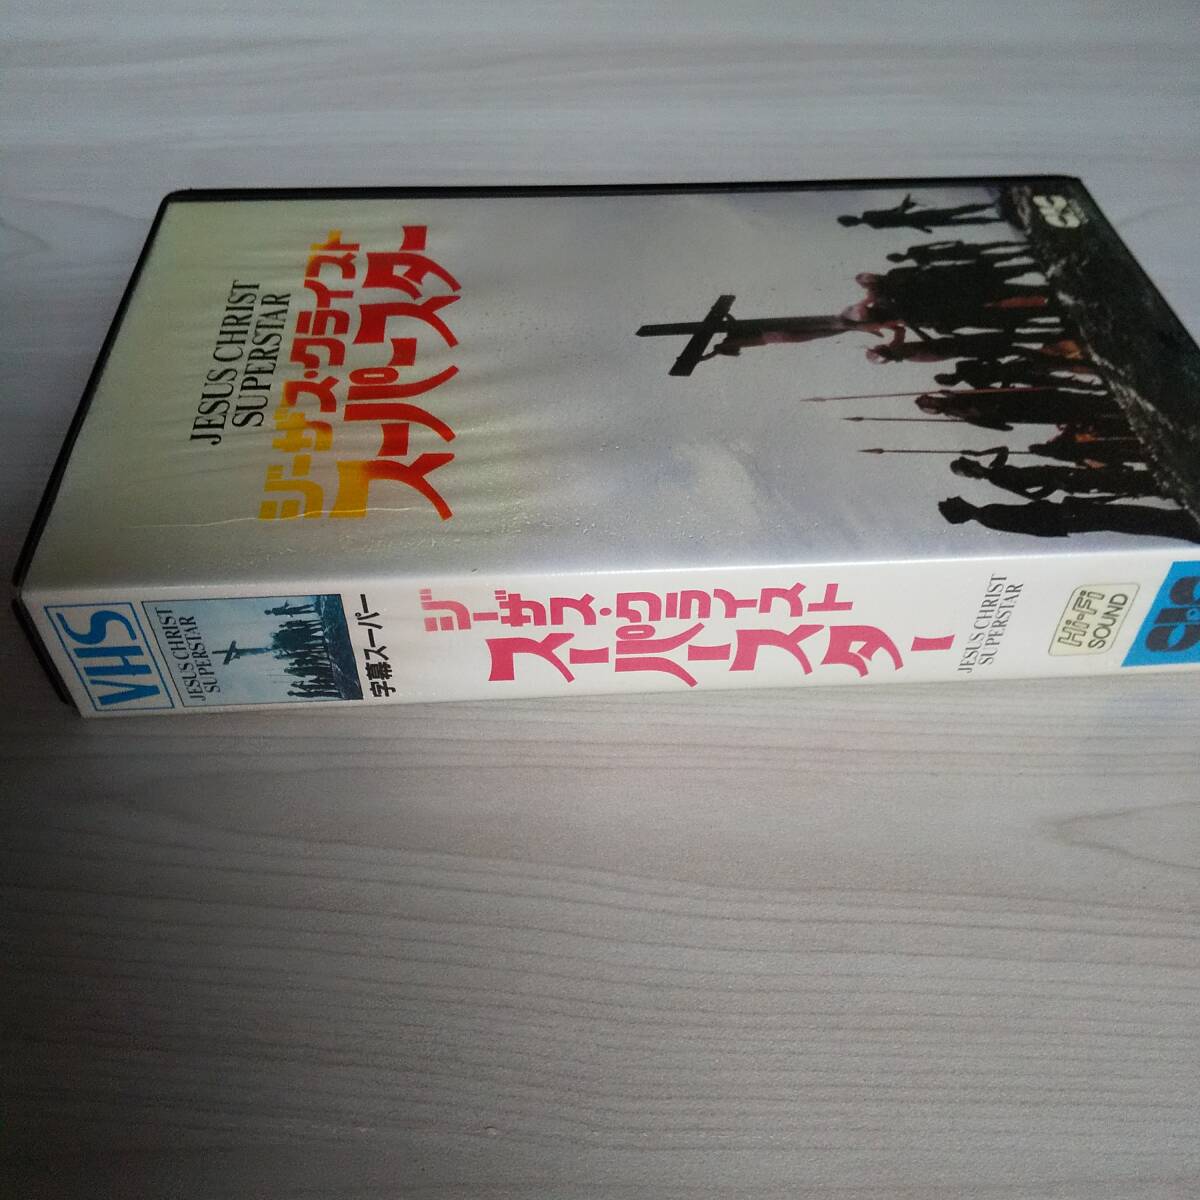 JESUS CHRIST
SUPERSTAR
ジーザス・クライスト
スーパースター
CIC
VHS
JESUS CHRIST
SUPERSTAR
字幕スーパー
ジーザス・クライスト
スーパースター
JESUS CHRIST
SUPERSTAR
Hi-Fi
SOUND
CIC